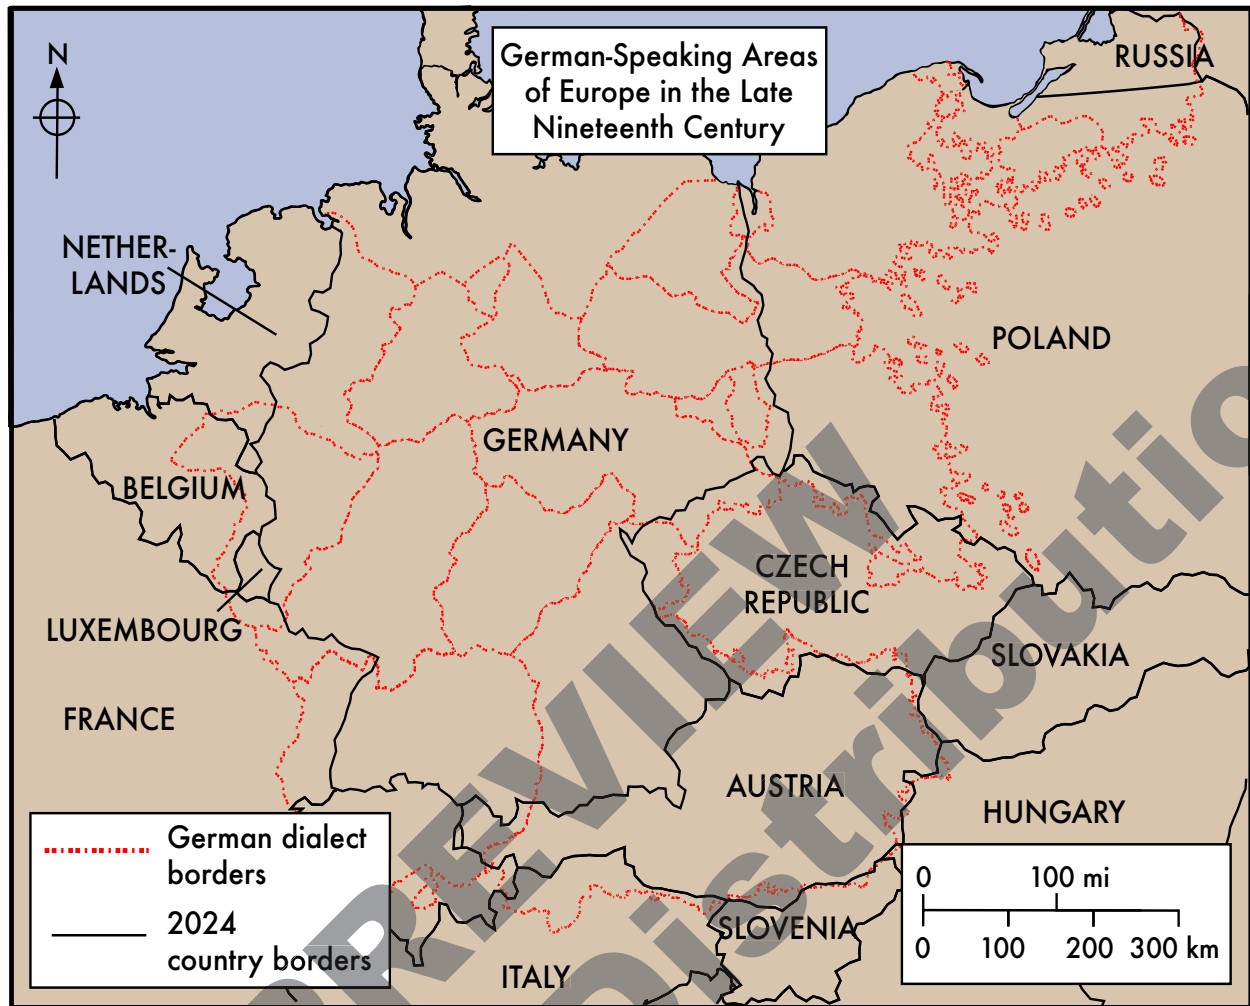 German-Speaking Areas
of Europe in the Late
Nineteenth Century
N
RUSSIA
NETHER-
LANDS
POLAND
GERMANY
BELGIUM
CZECH
REPUBLIC
LUXEMBOURG
SLOVAKIA
FRANCE
AUSTRIA
HUNGARY
SLOVENIA
ITALY
German dialect
borders
2024
country borders
0 100 mi
0 100 200 300 km
PREVIEW
Distributio